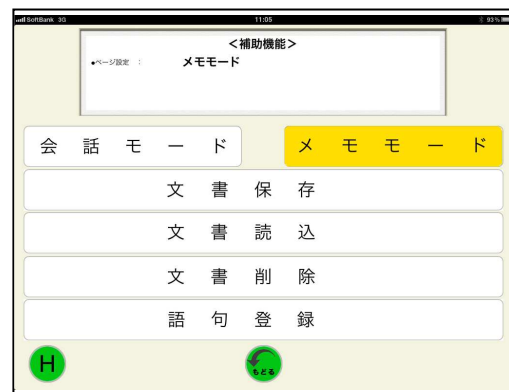 SoftBank 3G 11:05 93%
<補助機能>
●ページ設定 : メモモード
会話モード メモモード
文書保存
文書読込
文書削除
語句登録
H もどる